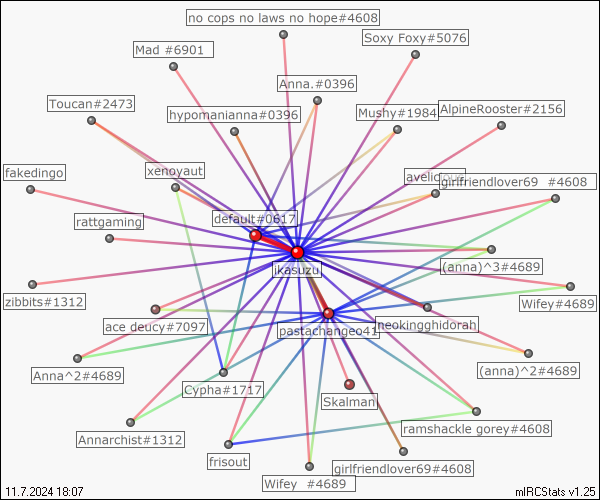 no cops no laws no hope#4608
Soxy Foxy#5076
Mad #6901
Anna.#0396
Toucan#2473
hypomanianna#0396
Mushy#1984
AlpineRooster#2156
fakedingo
xenoyaut
girlfriendlover69 #4608
default#0617
rattgaming
ikasuzu
(anna)^3#4689
zibbits#1312
Wifey#4689
ace deucy#7097
pastachangeo41
neokingghidorah
Anna^2#4689
(anna)^2#4689
Cypha#1717
Skalman
Annarchist#1312
ramshackle gorey#4608
frisout
girlfriendlover69#4608
Wifey #4689
11.7.2024 18:07
mIRCStats v1.25